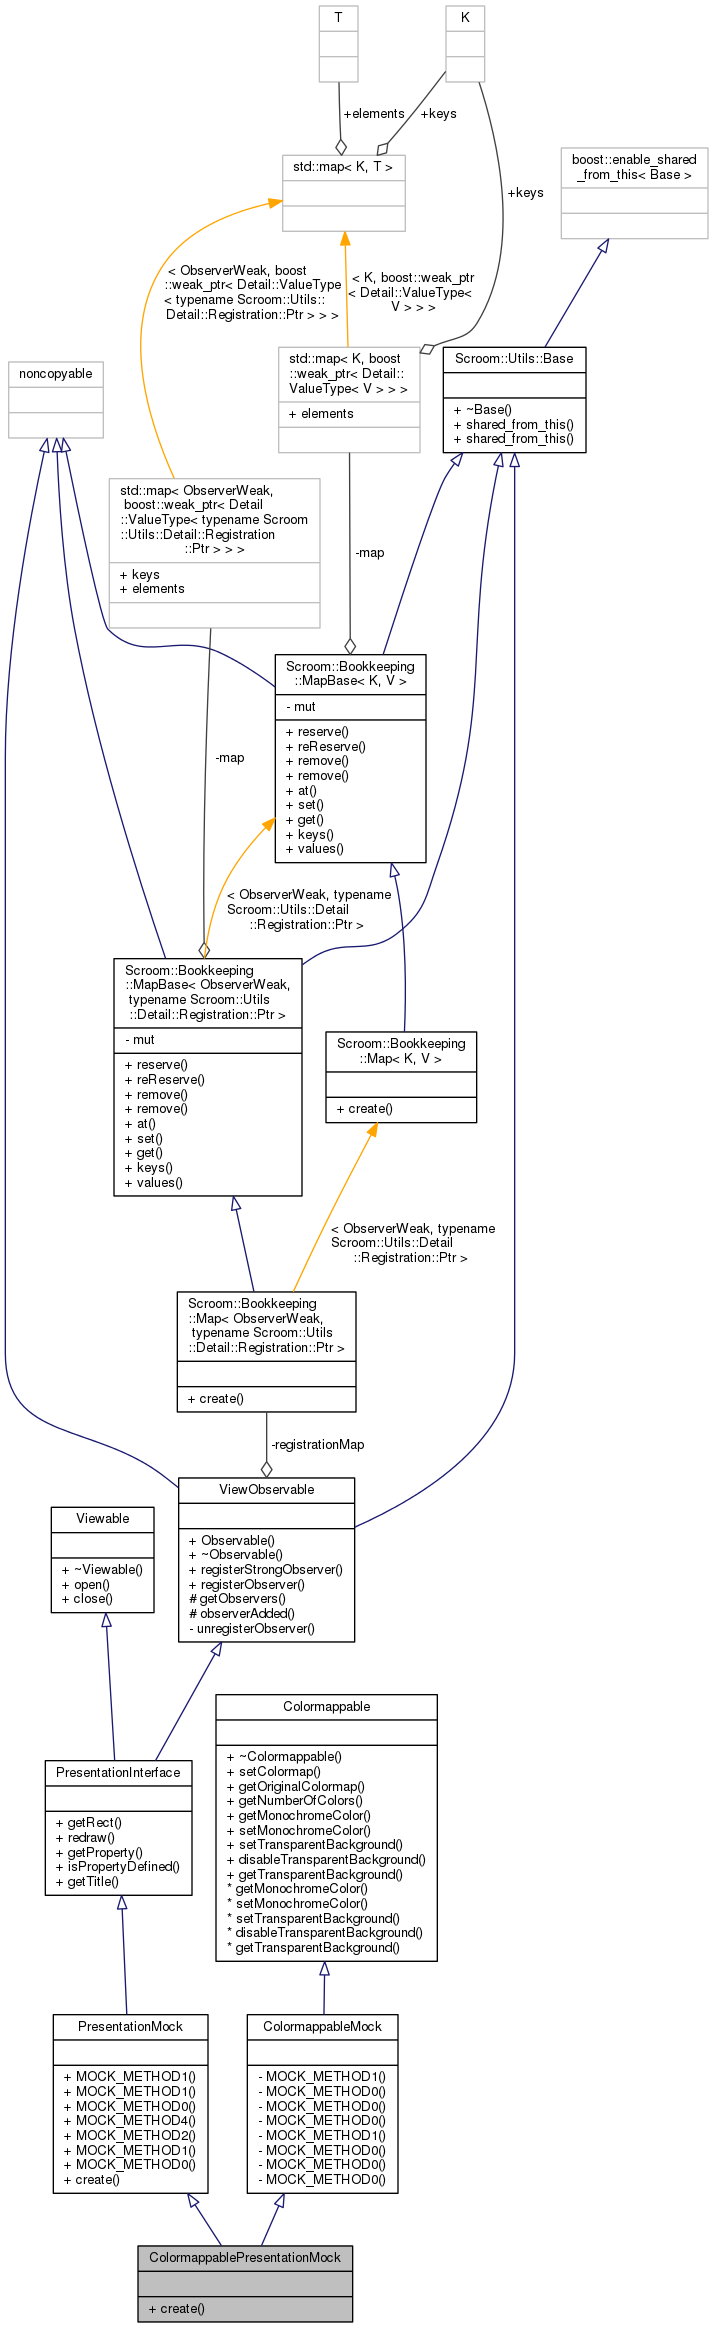 T
K
+elements
+keys
std::map< K, T >
boost::enable_shared
_from_this< Base >
+keys
< ObserverWeak, boost
::weak_ptr< Detail::ValueType
< typename Scroom::Utils::
Detail::Registration::Ptr > > >
< K, boost::weak_ptr
< Detail::ValueType<
V > > >
noncopyable
std::map< K, boost
::weak_ptr< Detail::
ValueType< V > > >
+ elements
Scroom::Utils::Base
+ ~Base()
+ shared_from_this()
+ shared_from_this()
std::map< ObserverWeak,
boost::weak_ptr< Detail
::ValueType< typename Scroom
::Utils::Detail::Registration
::Ptr > > >
+ keys
+ elements
-map
Scroom::Bookkeeping
::MapBase< K, V >
- mut
+ reserve()
+ reReserve()
+ remove()
+ remove()
+ at()
+ set()
+ get()
+ keys()
+ values()
-map
< ObserverWeak, typename
Scroom::Utils::Detail
::Registration::Ptr >
Scroom::Bookkeeping
::MapBase< ObserverWeak,
typename Scroom::Utils
::Detail::Registration::Ptr >
- mut
+ reserve()
+ reReserve()
+ remove()
+ remove()
+ at()
+ set()
+ get()
+ keys()
+ values()
Scroom::Bookkeeping
::Map< K, V >
+ create()
< ObserverWeak, typename
Scroom::Utils::Detail
::Registration::Ptr >
Scroom::Bookkeeping
::Map< ObserverWeak,
typename Scroom::Utils
::Detail::Registration::Ptr >
+ create()
-registrationMap
ViewObservable
+ Observable()
+ ~Observable()
+ registerStrongObserver()
+ registerObserver()
# getObservers()
# observerAdded()
- unregisterObserver()
Viewable
+ ~Viewable()
+ open()
+ close()
Colormappable
+ ~Colormappable()
+ setColormap()
+ getOriginalColormap()
+ getNumberOfColors()
+ getMonochromeColor()
+ setMonochromeColor()
+ setTransparentBackground()
+ disableTransparentBackground()
+ getTransparentBackground()
* getMonochromeColor()
* setMonochromeColor()
* setTransparentBackground()
* disableTransparentBackground()
* getTransparentBackground()
PresentationInterface
+ getRect()
+ redraw()
+ getProperty()
+ isPropertyDefined()
+ getTitle()
PresentationMock
+ MOCK_METHOD1()
+ MOCK_METHOD1()
+ MOCK_METHOD0()
+ MOCK_METHOD4()
+ MOCK_METHOD2()
+ MOCK_METHOD1()
+ MOCK_METHOD0()
+ create()
ColormappableMock
- MOCK_METHOD1()
- MOCK_METHOD0()
- MOCK_METHOD0()
- MOCK_METHOD0()
- MOCK_METHOD1()
- MOCK_METHOD0()
- MOCK_METHOD0()
- MOCK_METHOD0()
ColormappablePresentationMock
+ create()